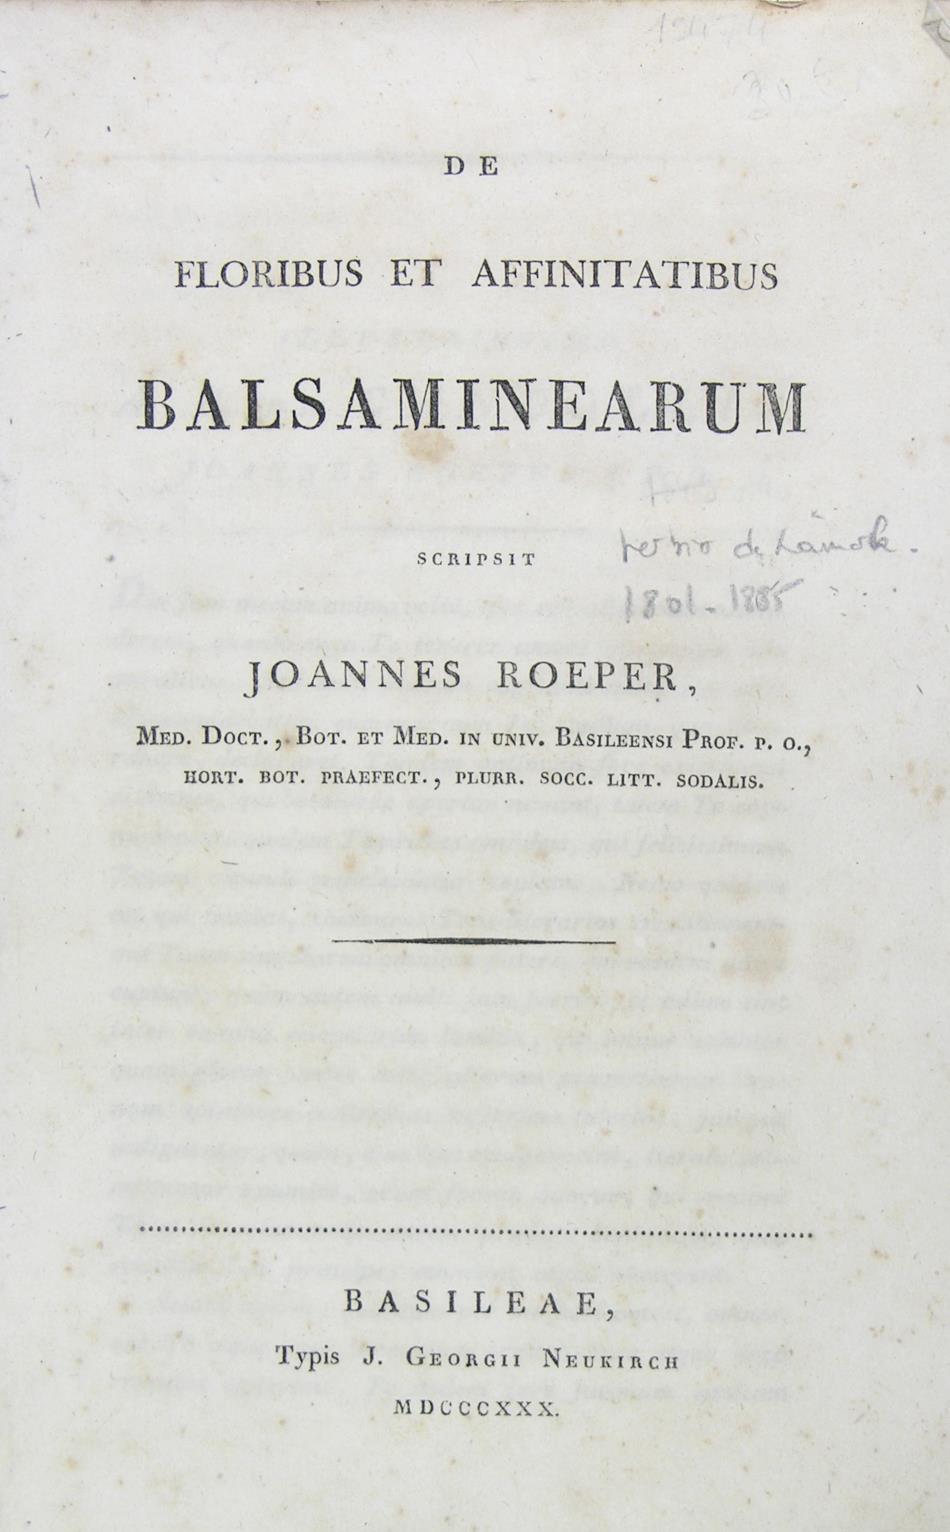 DE
FLORIBUS ET AFFINITATIBUS
BALSAMINEARUM
SCRIPSIT
1801-1885
JOANNES ROEPER,
MED. DOCT., BOT. ET MED. IN UNIV. BASILEENSI PROF. P. O.,
HORT. BOT. PRAEFECT., PLURR. SOCC. LITT. SODALIS.
BASILEAE,
Typis J. GEORGII NEUKIRCH
MDCCCXXX.